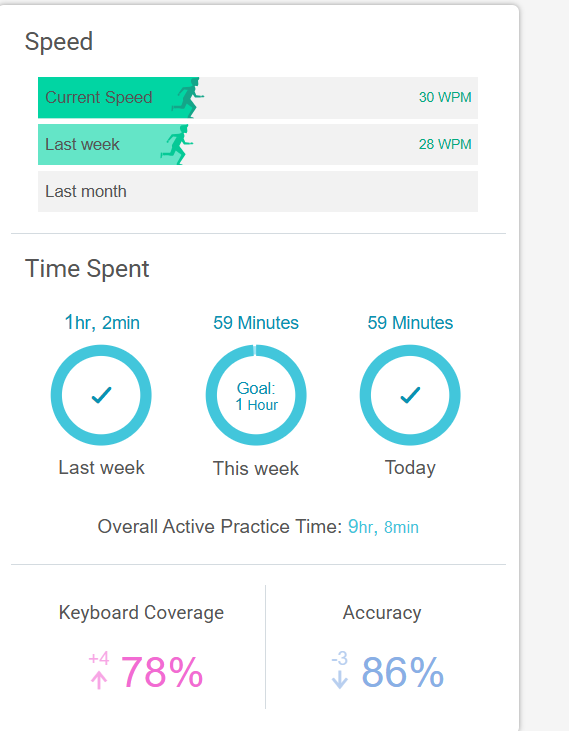 Speed
Current Speed 30 WPM
Last week 28 WPM
Last month
Time Spent
1hr, 2min 59 Minutes 59 Minutes
Goal:
1 Hour
Last week This week Today
Overall Active Practice Time: 9hr, 8min
Keyboard Coverage Accuracy
+4 78% -3 86%